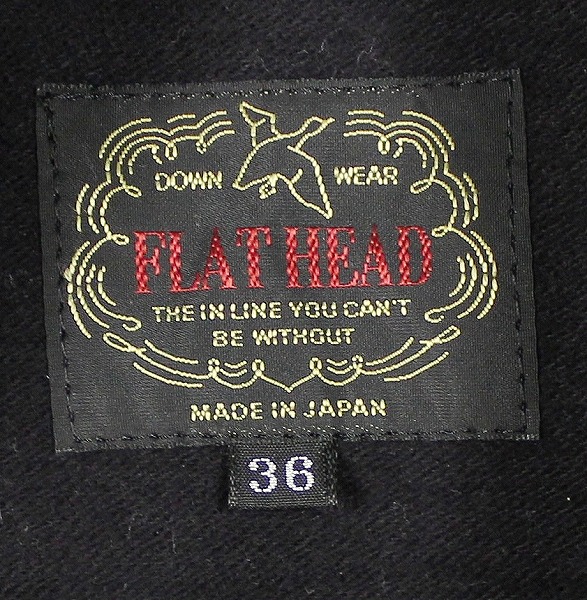 DOWN WEAR
FLAT HEAD
THE IN LINE YOU CAN'T
BE WITHOUT
MADE IN JAPAN
36